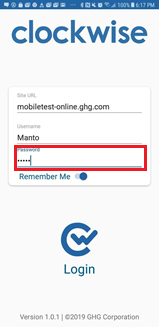 97% 6:17 PM
clockwise
Site URL
mobiletest-online.ghg.com
Username
Manto
Password
•••••
Remember Me
Login
Version 1.0.1 | ©2019 GHG Corporation